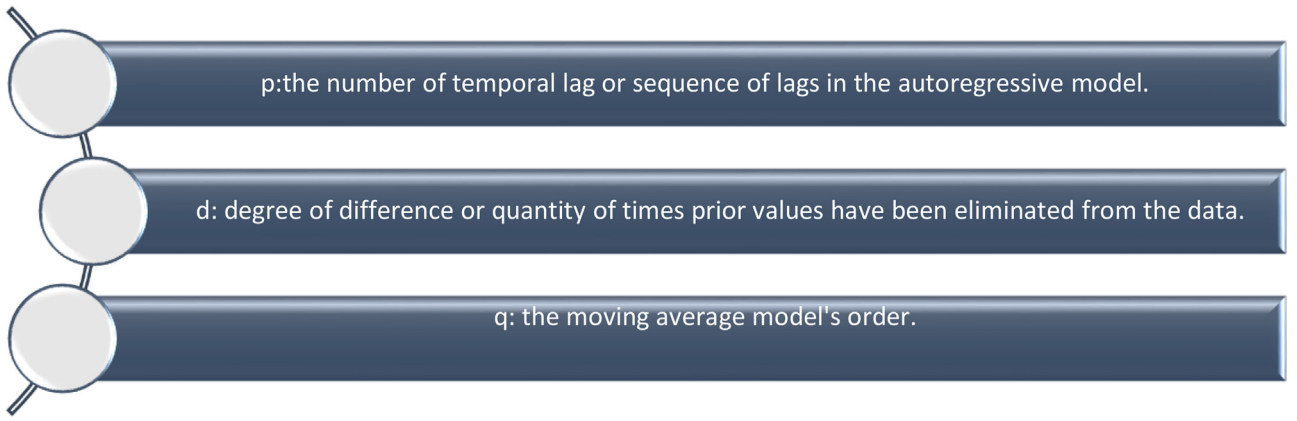 p:the number of temporal lag or sequence of lags in the autoregressive model.
d: degree of difference or quantity of times prior values have been eliminated from the data.
q: the moving average model's order.